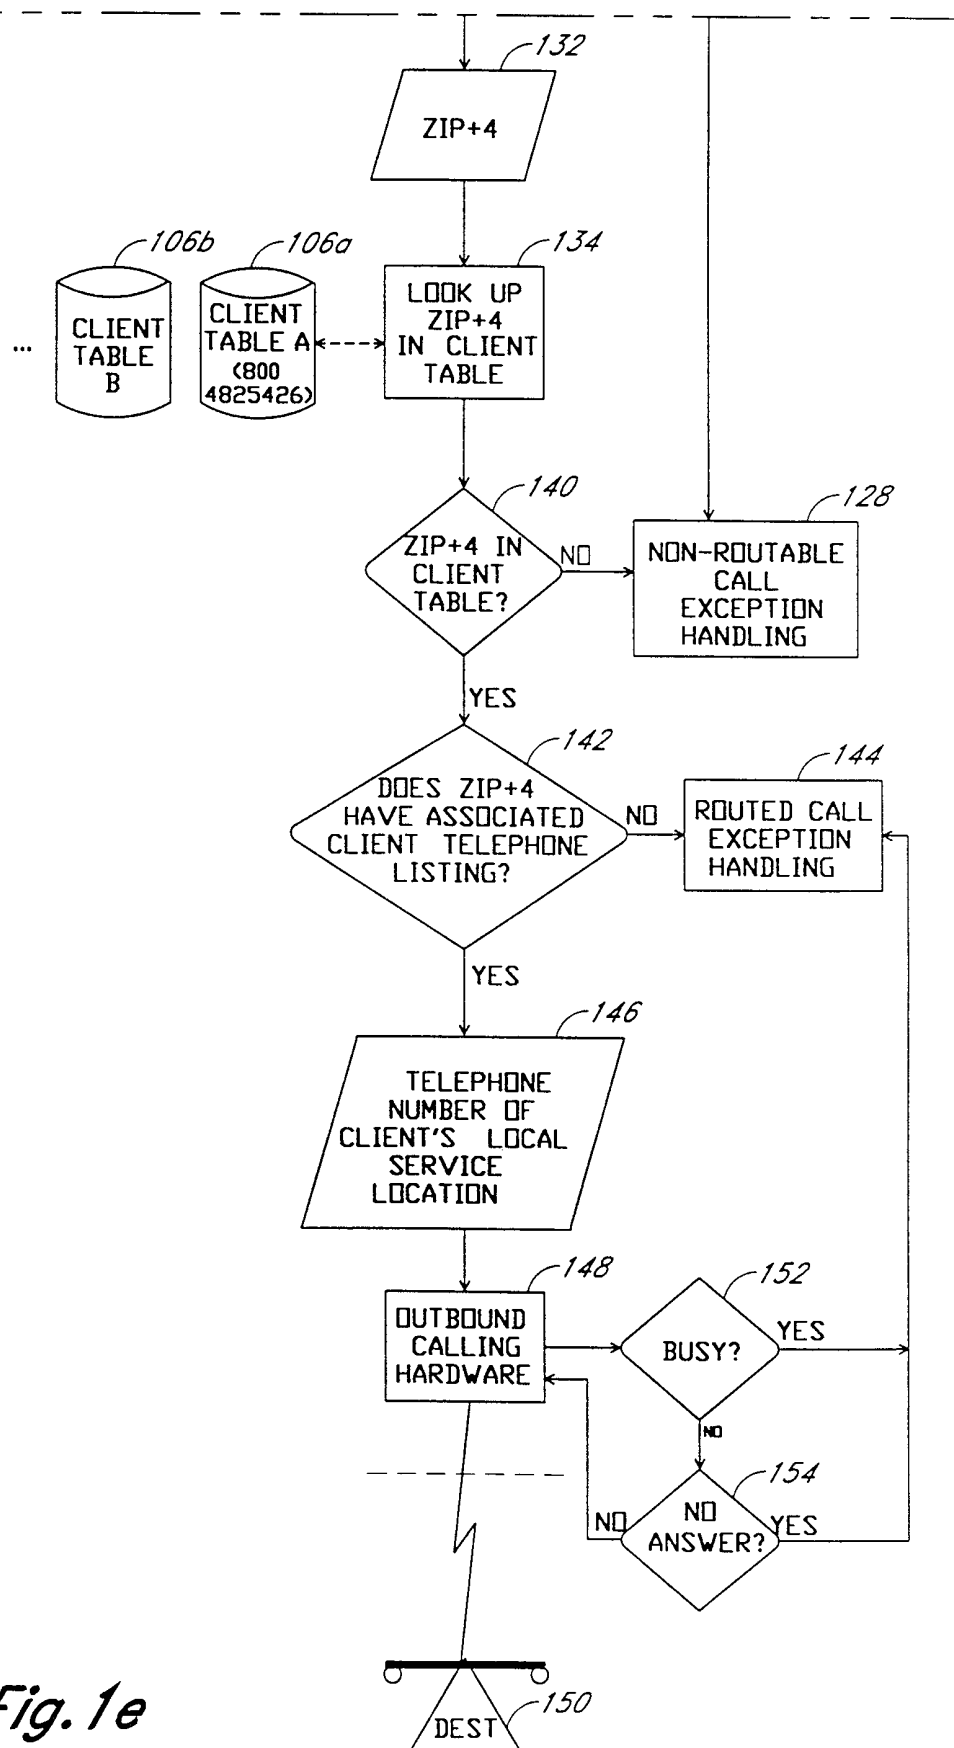 132
ZIP+4
106b
106a
134
CLIENT
TABLE
B
CLIENT
TABLE A
(800
4825426)
LOOK UP
ZIP+4
IN CLIENT
TABLE
...
140
ZIP+4 IN
CLIENT
TABLE?
NO
128
NON-ROUTABLE
CALL
EXCEPTION
HANDLING
YES
142
DOES ZIP+4
HAVE ASSOCIATED
CLIENT TELEPHONE
LISTING?
NO
144
ROUTED CALL
EXCEPTION
HANDLING
YES
146
TELEPHONE
NUMBER OF
CLIENT'S LOCAL
SERVICE
LOCATION
148
OUTBOUND
CALLING
HARDWARE
152
BUSY?
YES
NO
154
NO
ANSWER?
NO
YES
150
DEST
Fig. 1e